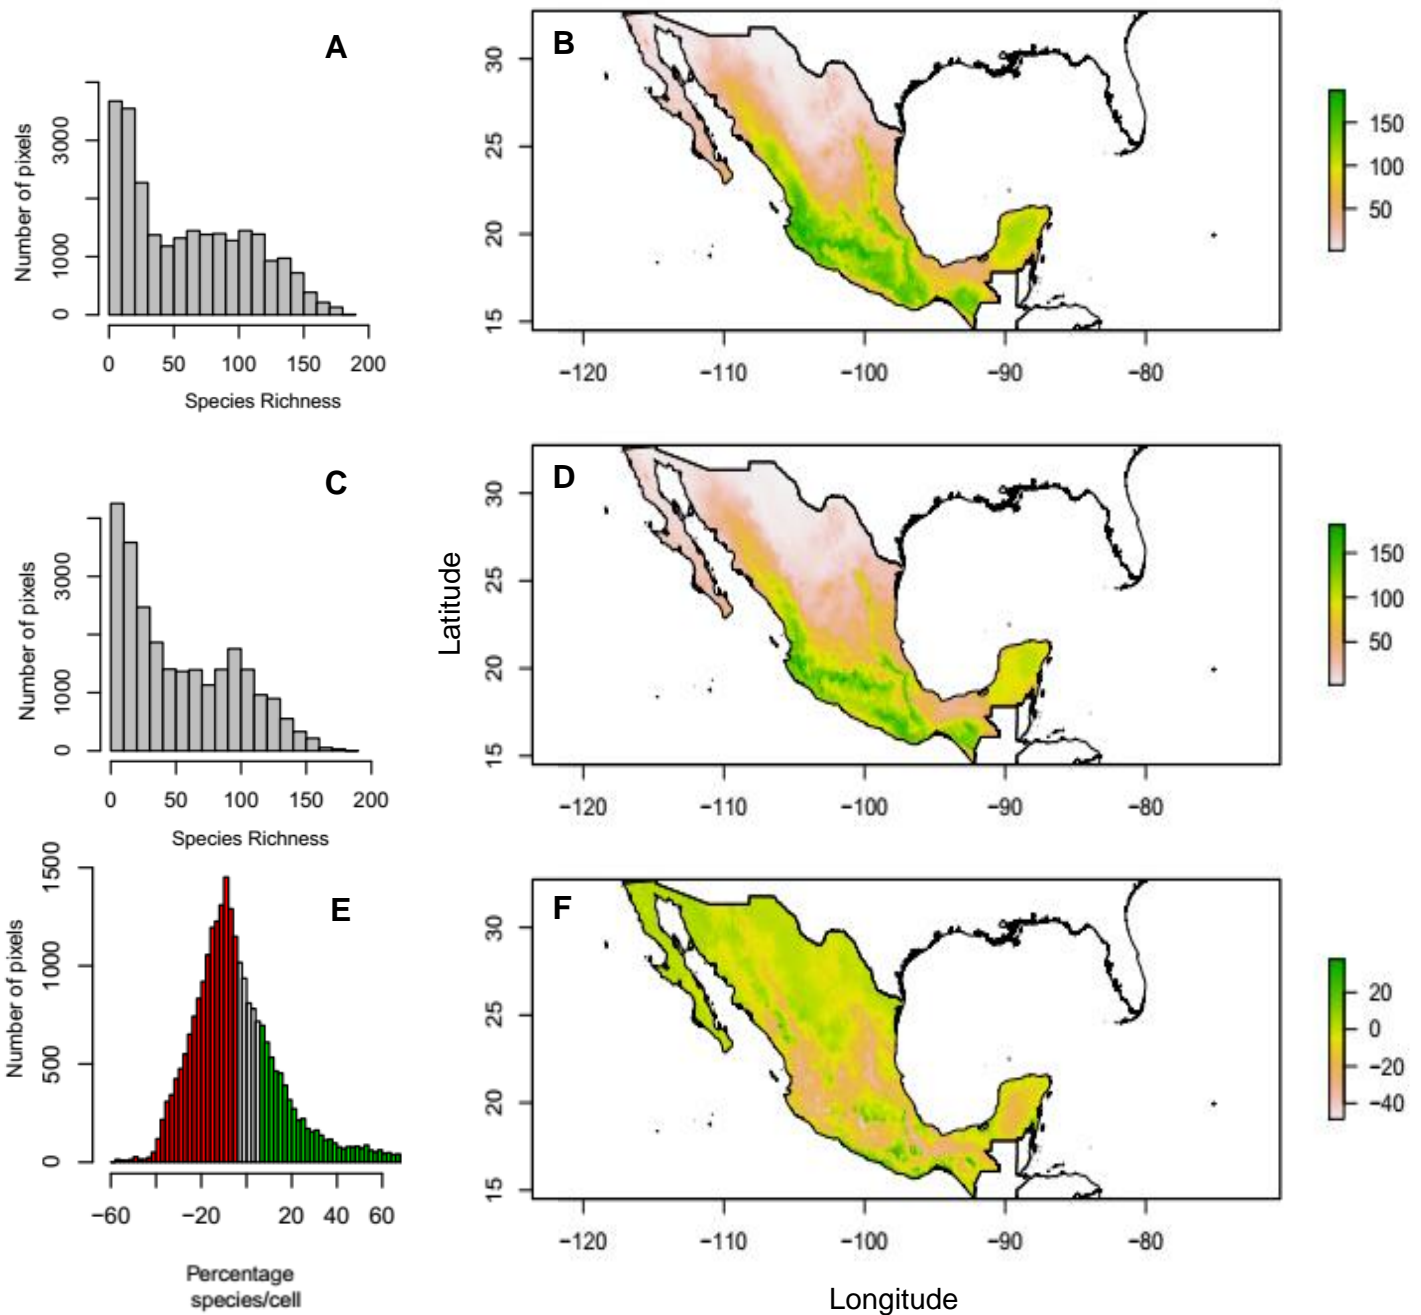 A
Number of pixels
3000
1000
0
0 50 100 150 200
Species Richness
B
30
25
20
15
−120 −110 −100 −90 −80
150
100
50
C
Number of pixels
3000
1000
0
0 50 100 150 200
Species Richness
D
Latitude
30
25
20
15
−120 −110 −100 −90 −80
150
100
50
E
Number of pixels
1500
1000
500
0
−60 −20 20 40 60
Percentage
species/cell
F
30
25
20
15
−120 −110 −100 −90 −80
Longitude
20
0
−20
−40